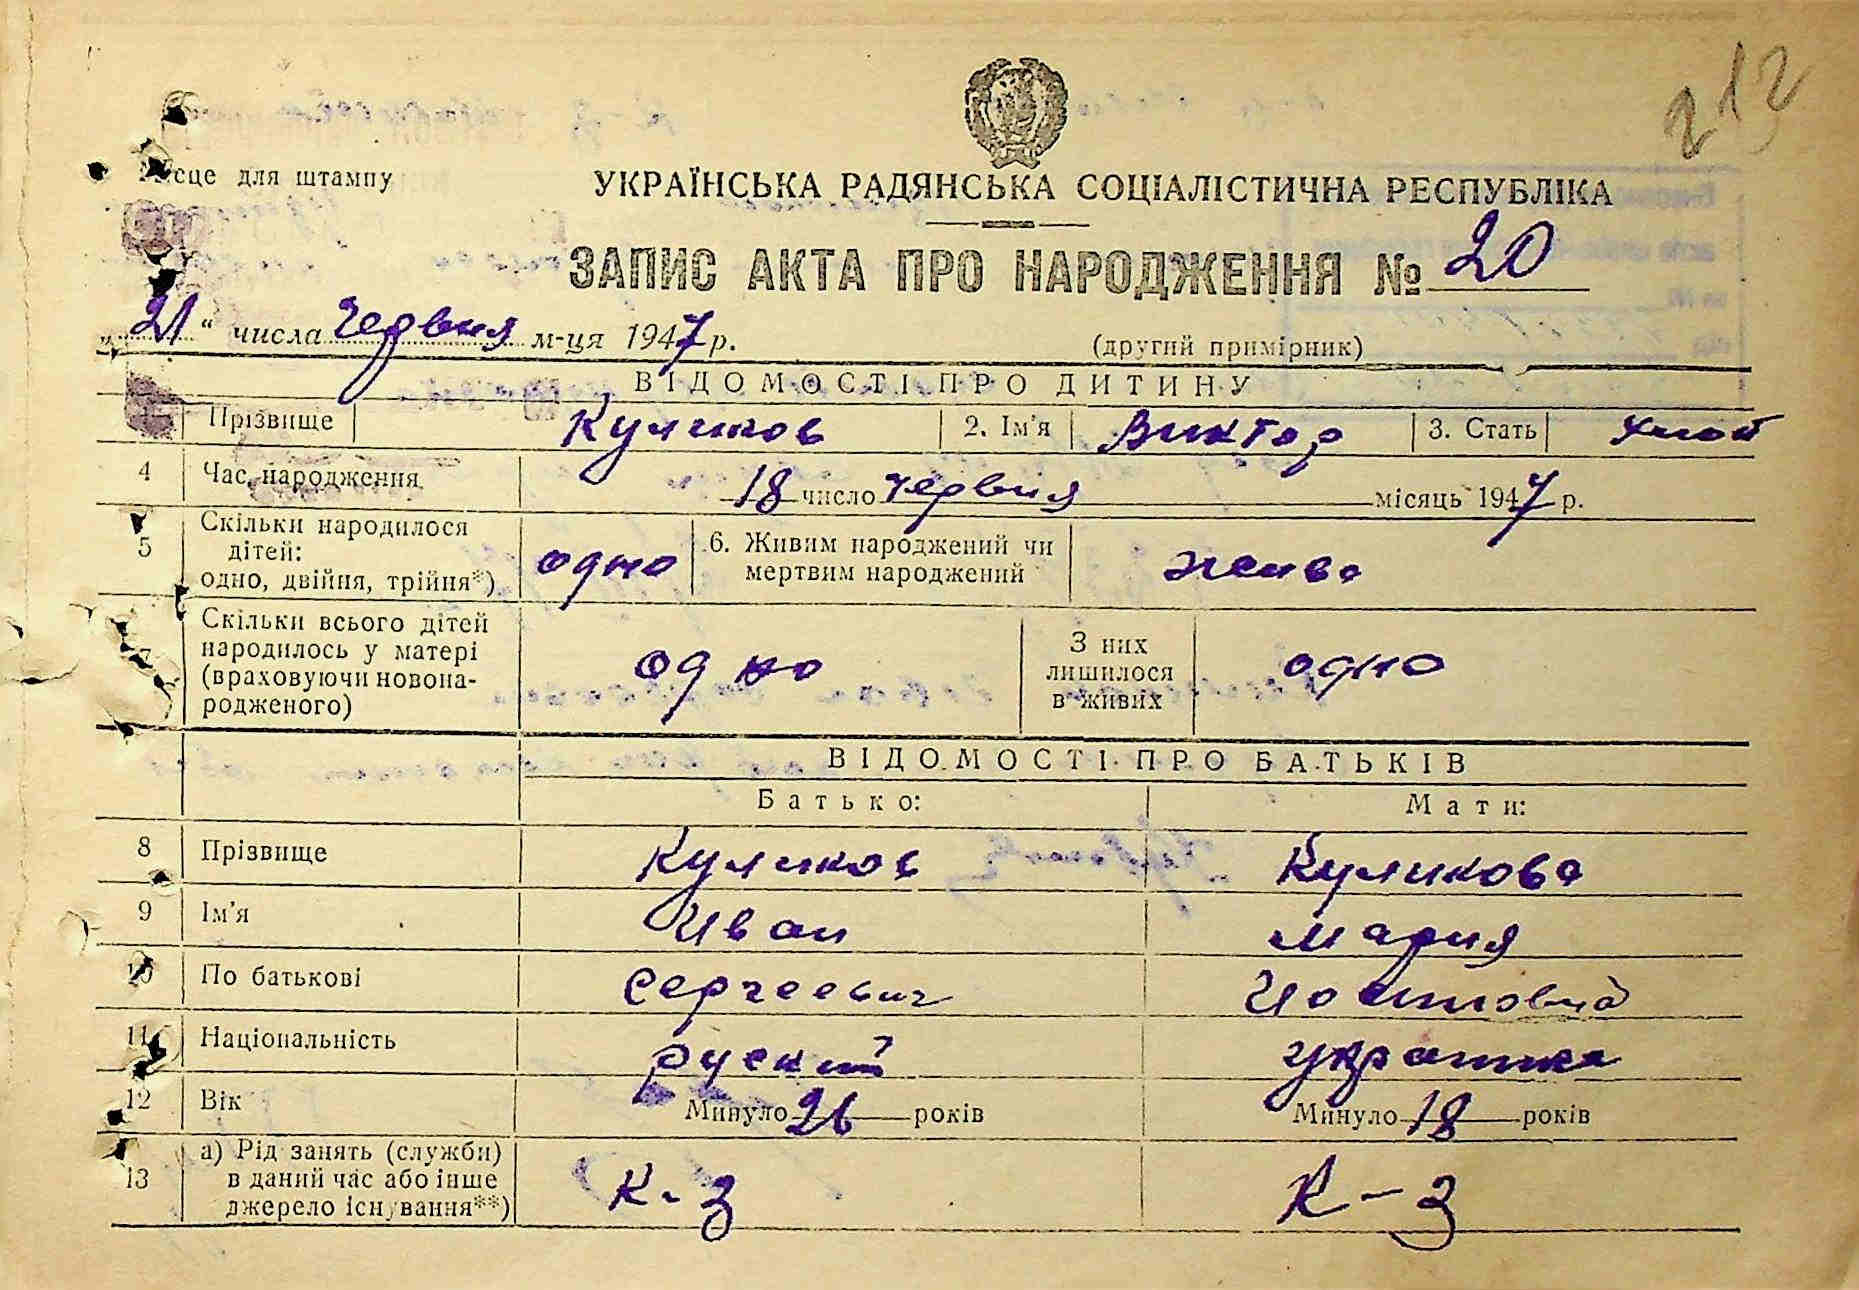 212
Місце для штампу
УКРАЇНСЬКА РАДЯНСЬКА СОЦІАЛІСТИЧНА РЕСПУБЛІКА
ЗАПИС АКТА ПРО НАРОДЖЕННЯ № 20
„21“ числа Червня м-ця 1947 р.
(другий примірник)
ВІДОМОСТІ ПРО ДИТИНУ
Прізвище Куликов 2. Ім'я Виктор 3. Стать
4 Час народження 18 число Червня місяць 1947 р.
5 Скільки народилося дітей: одно, двійня, трійня*) одно 6. Живим народжений чи мертвим народжений живо
7 Скільки всього дітей народилось у матері (враховуючи новонародженого) одно З них лишилося в живих одно
ВІДОМОСТІ ПРО БАТЬКІВ
Батько: Мати:
8 Прізвище Куликов Куликова
9 Ім'я Иван Мария
10 По батькові Сергеевич
11 Національність руский украинка
12 Вік Минуло 26 років Минуло 18 років
13 а) Рід занять (служби) в даний час або інше джерело існування**) К-з К-з